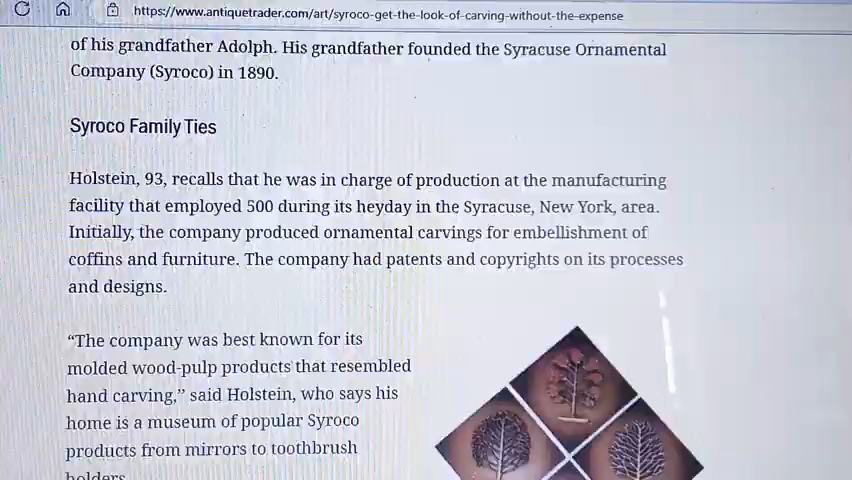 https://www.antiquetrader.com/art/syroco-get-the-look-of-carving-without-the-expense
of his grandfather Adolph. His grandfather founded the Syracuse Ornamental
Company (Syroco) in 1890.
Syroco Family Ties
Holstein, 93, recalls that he was in charge of production at the manufacturing
facility that employed 500 during its heyday in the Syracuse, New York, area.
Initially, the company produced ornamental carvings for embellishment of
coffins and furniture. The company had patents and copyrights on its processes
and designs.
“The company was best known for its
molded wood-pulp products that resembled
hand carving,” said Holstein, who says his
home is a museum of popular Syroco
products from mirrors to toothbrush
holders